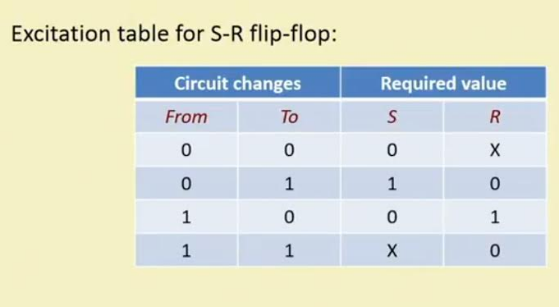 Excitation table for S-R flip-flop:
Circuit changes Required value
From To S R
0 0 0 X
0 1 1 0
1 0 0 1
1 1 X 0